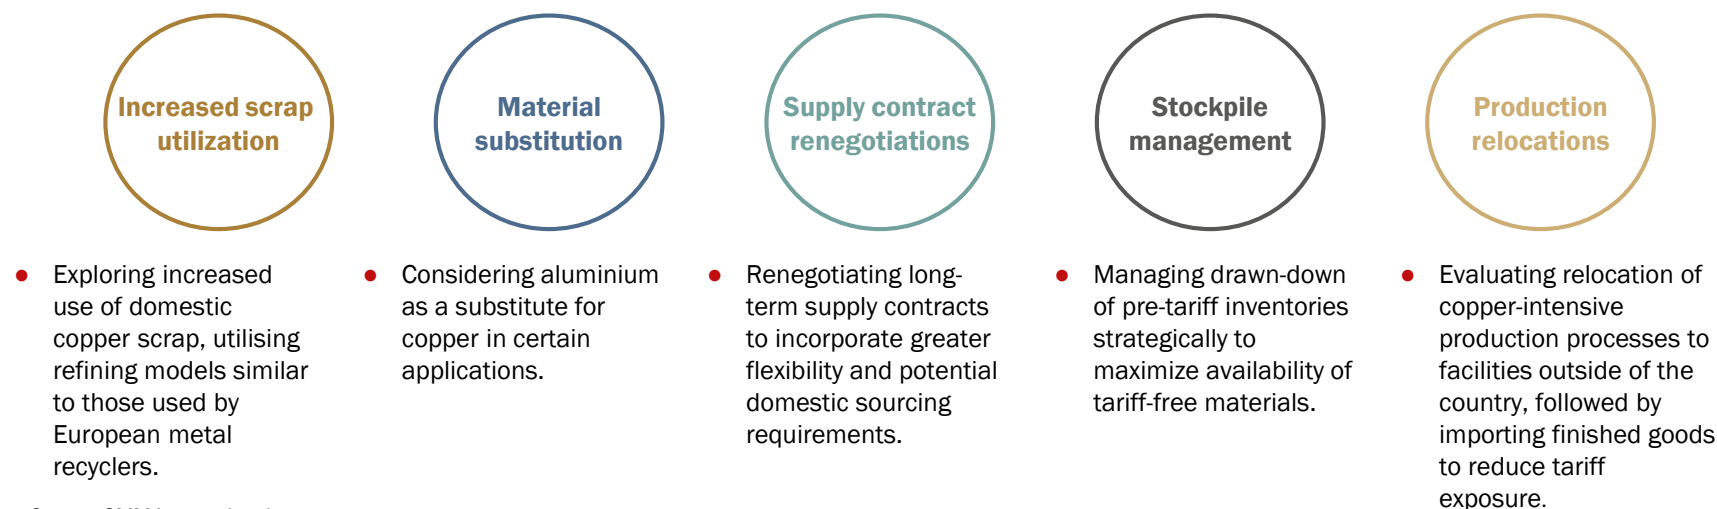 Increased scrap
utilization
Material
substitution
Supply contract
renegotiations
Stockpile
management
Production
relocations
● Exploring increased
use of domestic
copper scrap, utilising
refining models similar
to those used by
European metal
recyclers.
● Considering aluminium
as a substitute for
copper in certain
applications.
● Renegotiating long-
term supply contracts
to incorporate greater
flexibility and potential
domestic sourcing
requirements.
● Managing drawn-down
of pre-tariff inventories
strategically to
maximize availability of
tariff-free materials.
● Evaluating relocation of
copper-intensive
production processes to
facilities outside of the
country, followed by
importing finished goods
to reduce tariff
exposure.